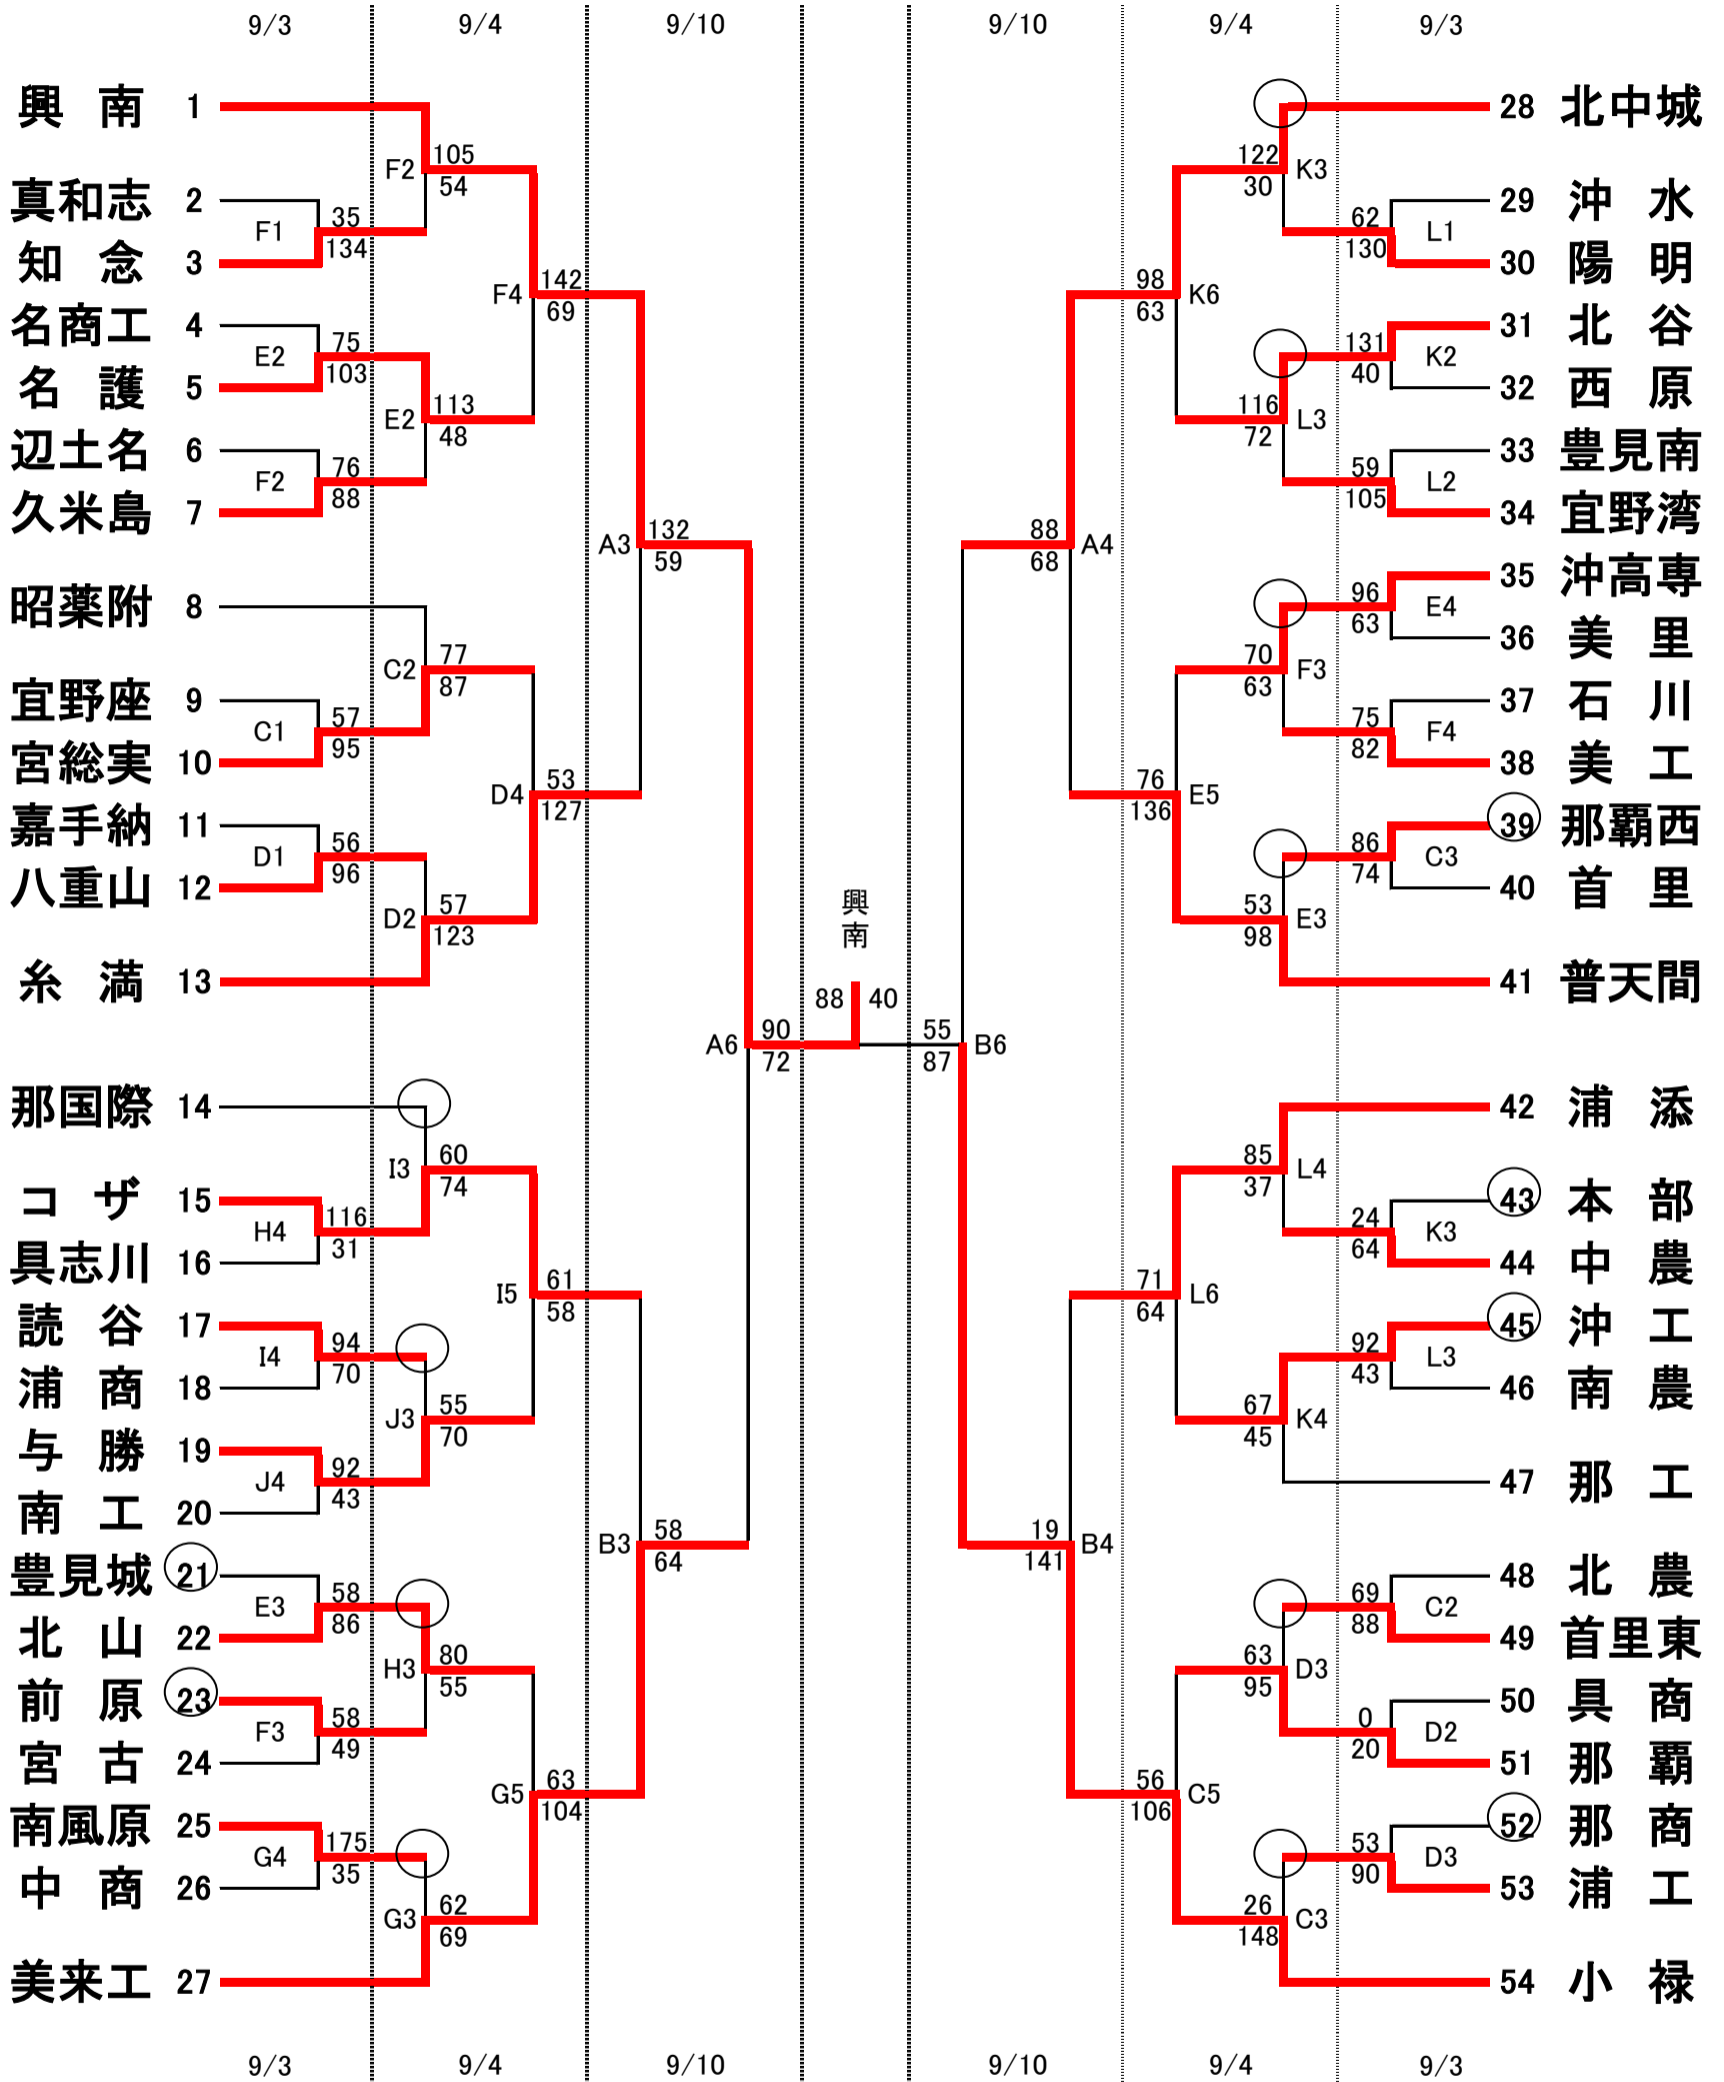 9/3 9/4 9/10 9/10 9/4 9/3
興南 1
真和志 2
知念 3
名商工 4
名護 5
辺土名 6
久米島 7
昭薬附 8
宜野座 9
宮総実 10
嘉手納 11
八重山 12
糸満 13
那国際 14
コザ 15
具志川 16
読谷 17
浦商 18
与勝 19
南工 20
豊見城 21
北山 22
前原 23
宮古 24
南風原 25
中商 26
美来工 27
F1 35 134
E2 75 103
F2 76 88
C1 57 95
D1 56 96
H4 116 31
I4 94 70
J4 92 43
E3 58 86
F3 58 49
G4 175 35
F2 105 54
E2 113 48
C2 77 87
D2 57 123
I3 60 74
J3 55 70
H3 80 55
G3 62 69
F4 142 69
D4 53 127
I5 61 58
G5 63 104
A3 132 59
B3 58 64
A6 90 72
興南
88 40
55 87 B6
88 68 A4
19 141 B4
98 63 K6
76 136 E5
71 64 L6
56 106 C5
122 30 K3
116 72 L3
70 63 F3
53 98 E3
85 37 L4
67 45 K4
63 95 D3
26 148 C3
62 130 L1
131 40 K2
59 105 L2
96 63 E4
75 82 F4
86 74 C3
24 64 K3
92 43 L3
69 88 C2
0 20 D2
53 90 D3
28 北中城
29 沖水
30 陽明
31 北谷
32 西原
33 豊見南
34 宜野湾
35 沖高専
36 美里
37 石川
38 美工
39 那覇西
40 首里
41 普天間
42 浦添
43 本部
44 中農
45 沖工
46 南農
47 那工
48 北農
49 首里東
50 具商
51 那覇
52 那商
53 浦工
54 小禄
9/3 9/4 9/10 9/10 9/4 9/3